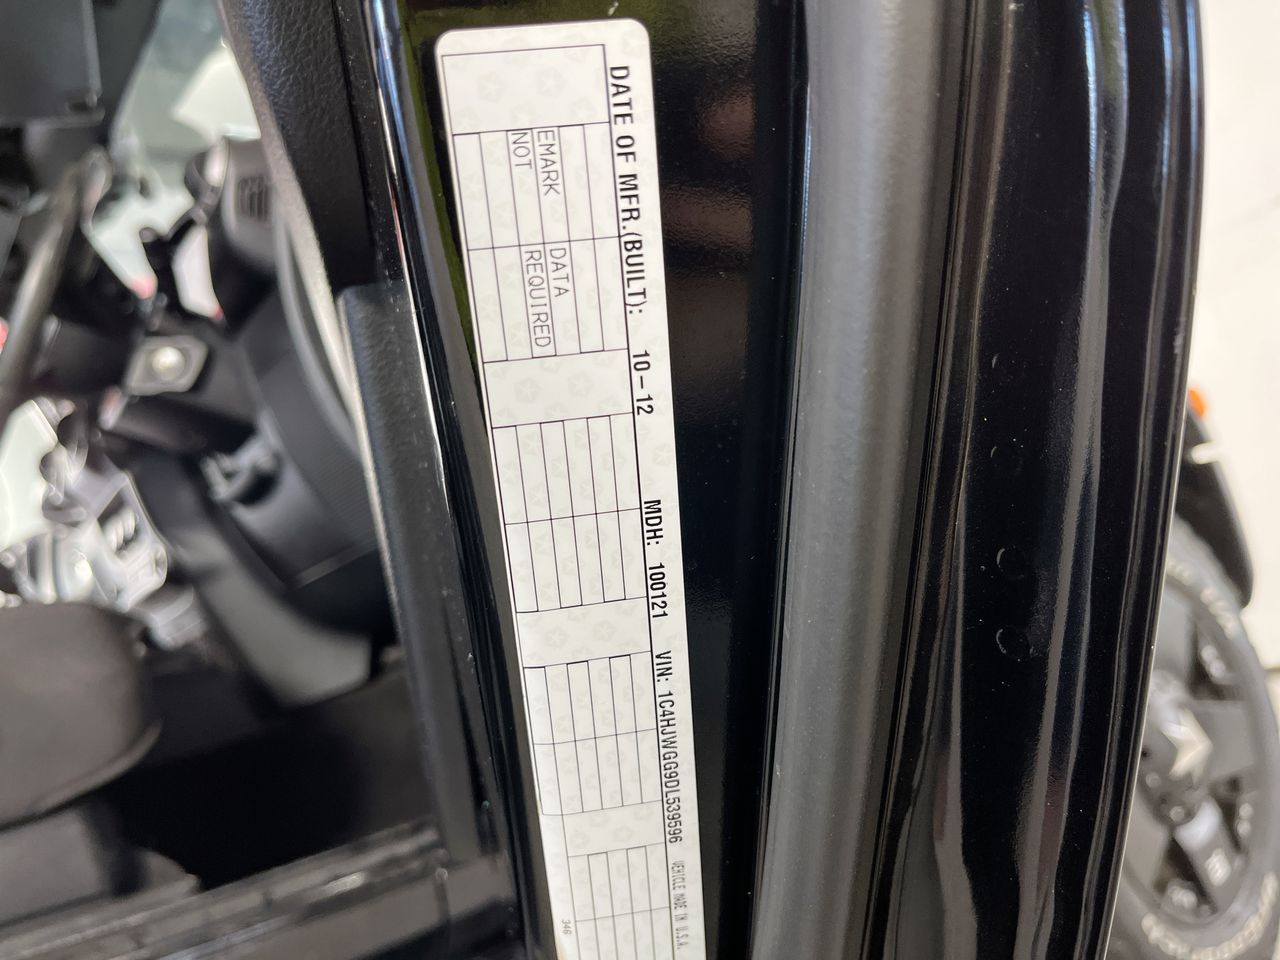 DATE OF MFR.(BUILT): 10-12 MDH: 100121 VIN: 1C4HJWGG9DL539596 VEHICLE MADE IN U.S.A.
EMARK DATA
NOT REQUIRED
346